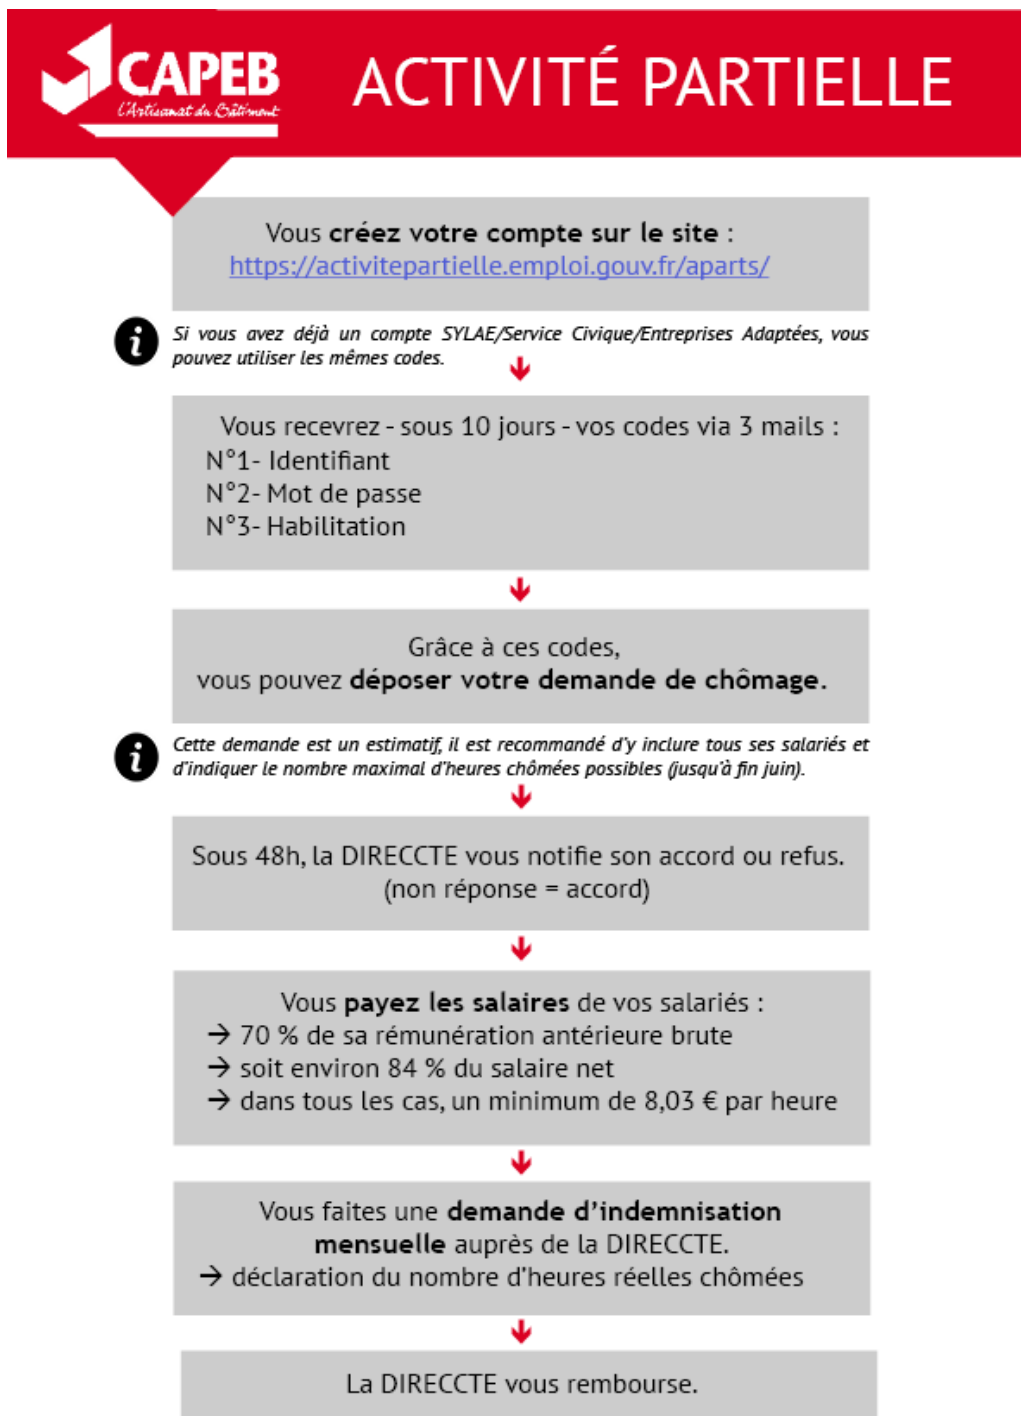 CAPEB
l'Artisanat du Bâtiment
ACTIVITÉ PARTIELLE
Vous créez votre compte sur le site :
https://activitepartielle.emploi.gouv.fr/aparts/
Si vous avez déjà un compte SYLAE/Service Civique/Entreprises Adaptées, vous
pouvez utiliser les mêmes codes.
Vous recevrez - sous 10 jours - vos codes via 3 mails :
N°1- Identifiant
N°2- Mot de passe
N°3- Habilitation
Grâce à ces codes,
vous pouvez déposer votre demande de chômage.
Cette demande est un estimatif, il est recommandé d'y inclure tous ses salariés et
d'indiquer le nombre maximal d'heures chômées possibles (jusqu'à fin juin).
Sous 48h, la DIRECCTE vous notifie son accord ou refus.
(non réponse = accord)
Vous payez les salaires de vos salariés :
→ 70 % de sa rémunération antérieure brute
→ soit environ 84 % du salaire net
→ dans tous les cas, un minimum de 8,03 € par heure
Vous faites une demande d'indemnisation
mensuelle auprès de la DIRECCTE.
→ déclaration du nombre d'heures réelles chômées
La DIRECCTE vous rembourse.